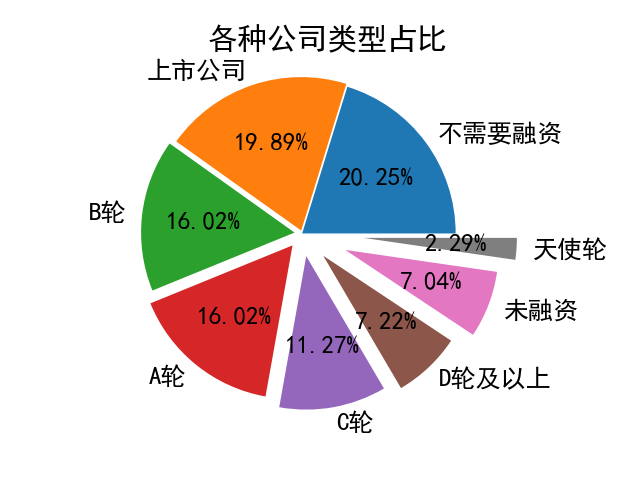 各种公司类型占比
上市公司
不需要融资
19.89%
20.25%
B轮
16.02%
2.29%
天使轮
7.04%
未融资
16.02%
7.22%
11.27%
A轮
D轮及以上
C轮